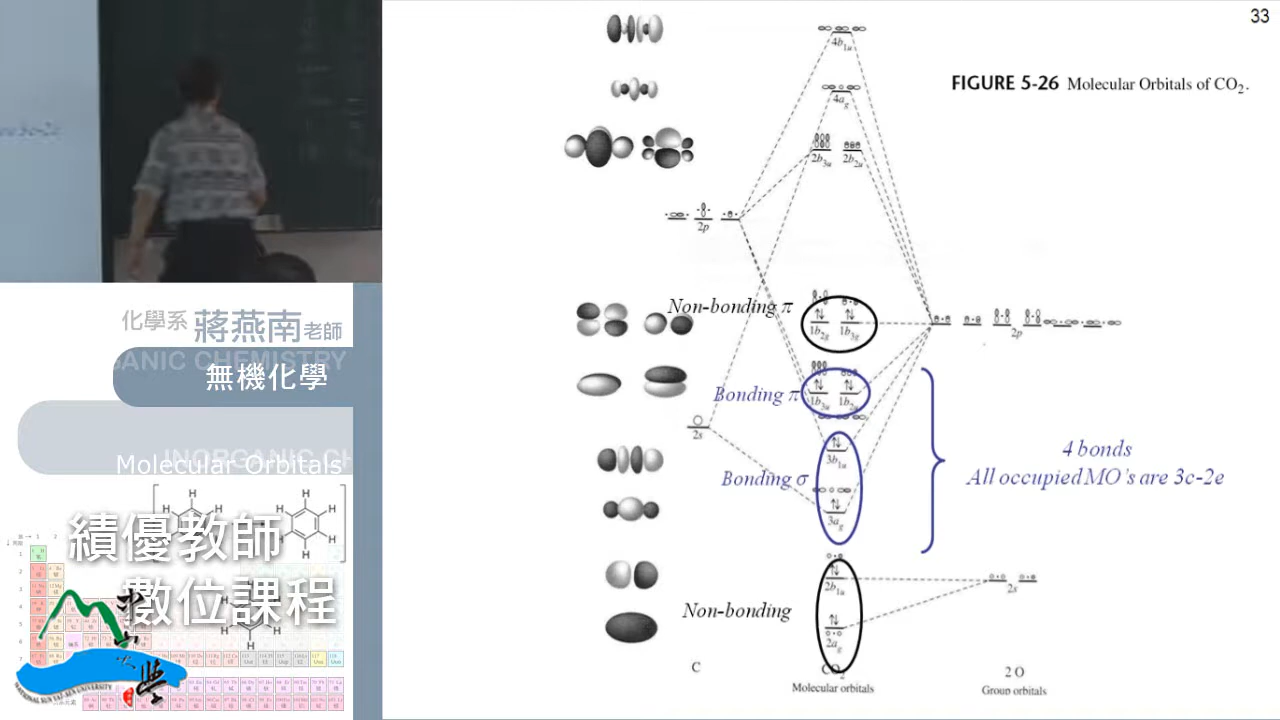 33
FIGURE 5-26 Molecular Orbitals of CO₂.
4b₁ᵤ
4a_g
2b₃ᵤ 2b₂ᵤ
2p
Non-bonding π
1b₂g 1b₃g
2p
Bonding π
1b₃ᵤ 1b₂ᵤ
2s
3b₁ᵤ
4 bonds
All occupied MO's are 3c-2e
Bonding σ
3a_g
2b₁ᵤ
2s
Non-bonding
2a_g
C
CO₂
2 O
Molecular orbitals
Group orbitals
化學系 蔣燕南老師
無機化學
Molecular Orbitals
績優教師
數位課程